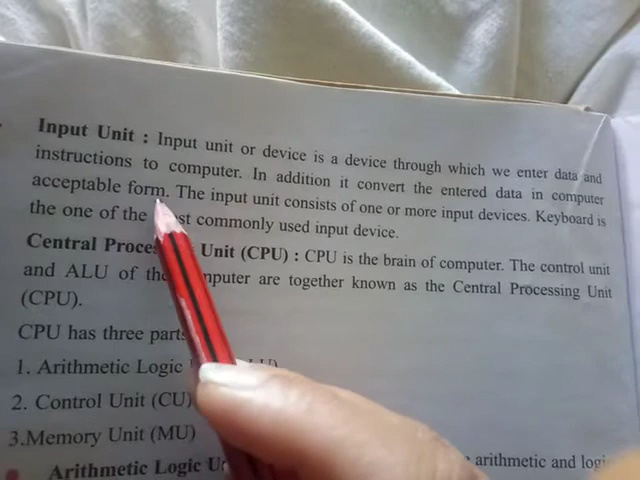 Input Unit : Input unit or device is a device through which we enter data and
instructions to computer. In addition it convert the entered data in computer
acceptable form. The input unit consists of one or more input devices. Keyboard is
the one of the commonly used input device.
Central Unit (CPU) : CPU is the brain of computer. The control unit
and ALU of the are together known as the Central Processing Unit
(CPU).
CPU has three parts
1. Arithmetic Logic
2. Control Unit (CU)
3.Memory Unit (MU)
Arithmetic Logic arithmetic and